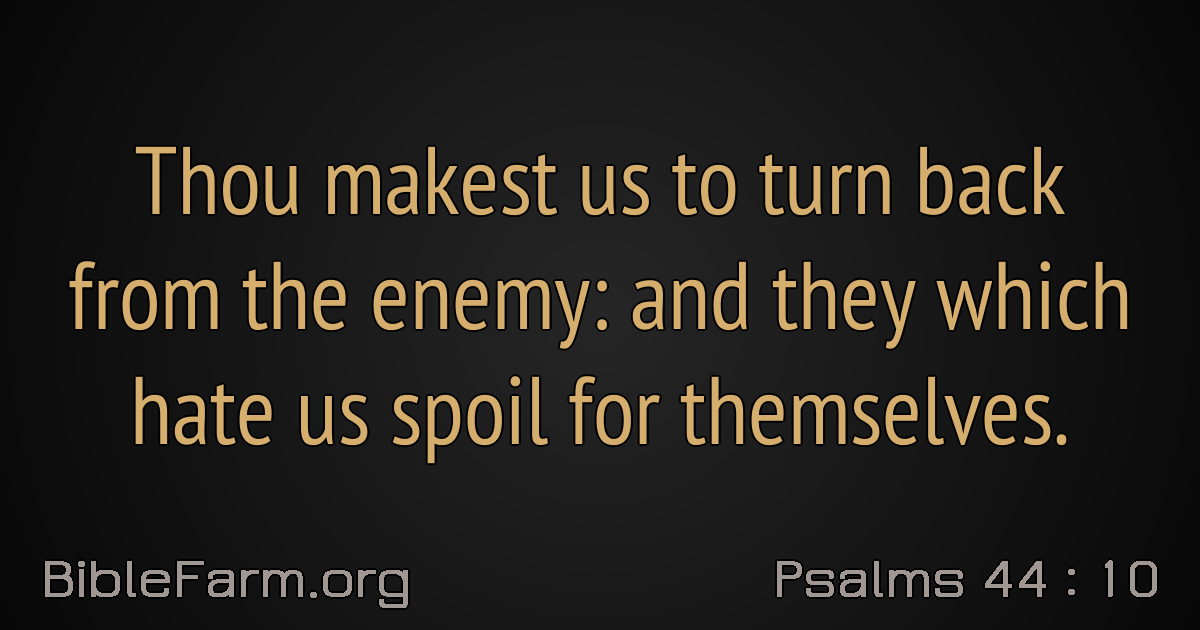 Thou makest us to turn back
from the enemy: and they which
hate us spoil for themselves.
BibleFarm.org
Psalms 44 : 10